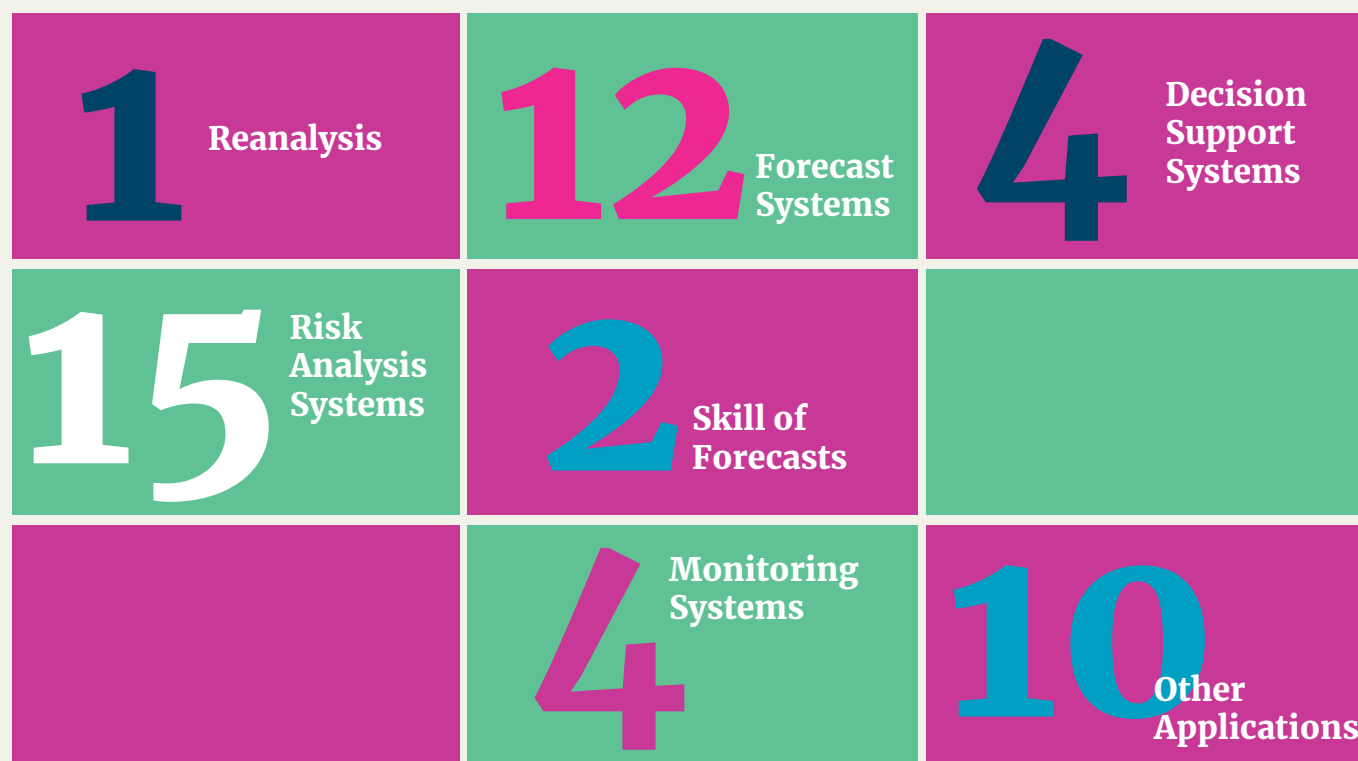 1
Reanalysis
12
Forecast
Systems
4
Decision
Support
Systems
15
Risk
Analysis
Systems
2
Skill of
Forecasts
4
Monitoring
Systems
10
Other
Applications